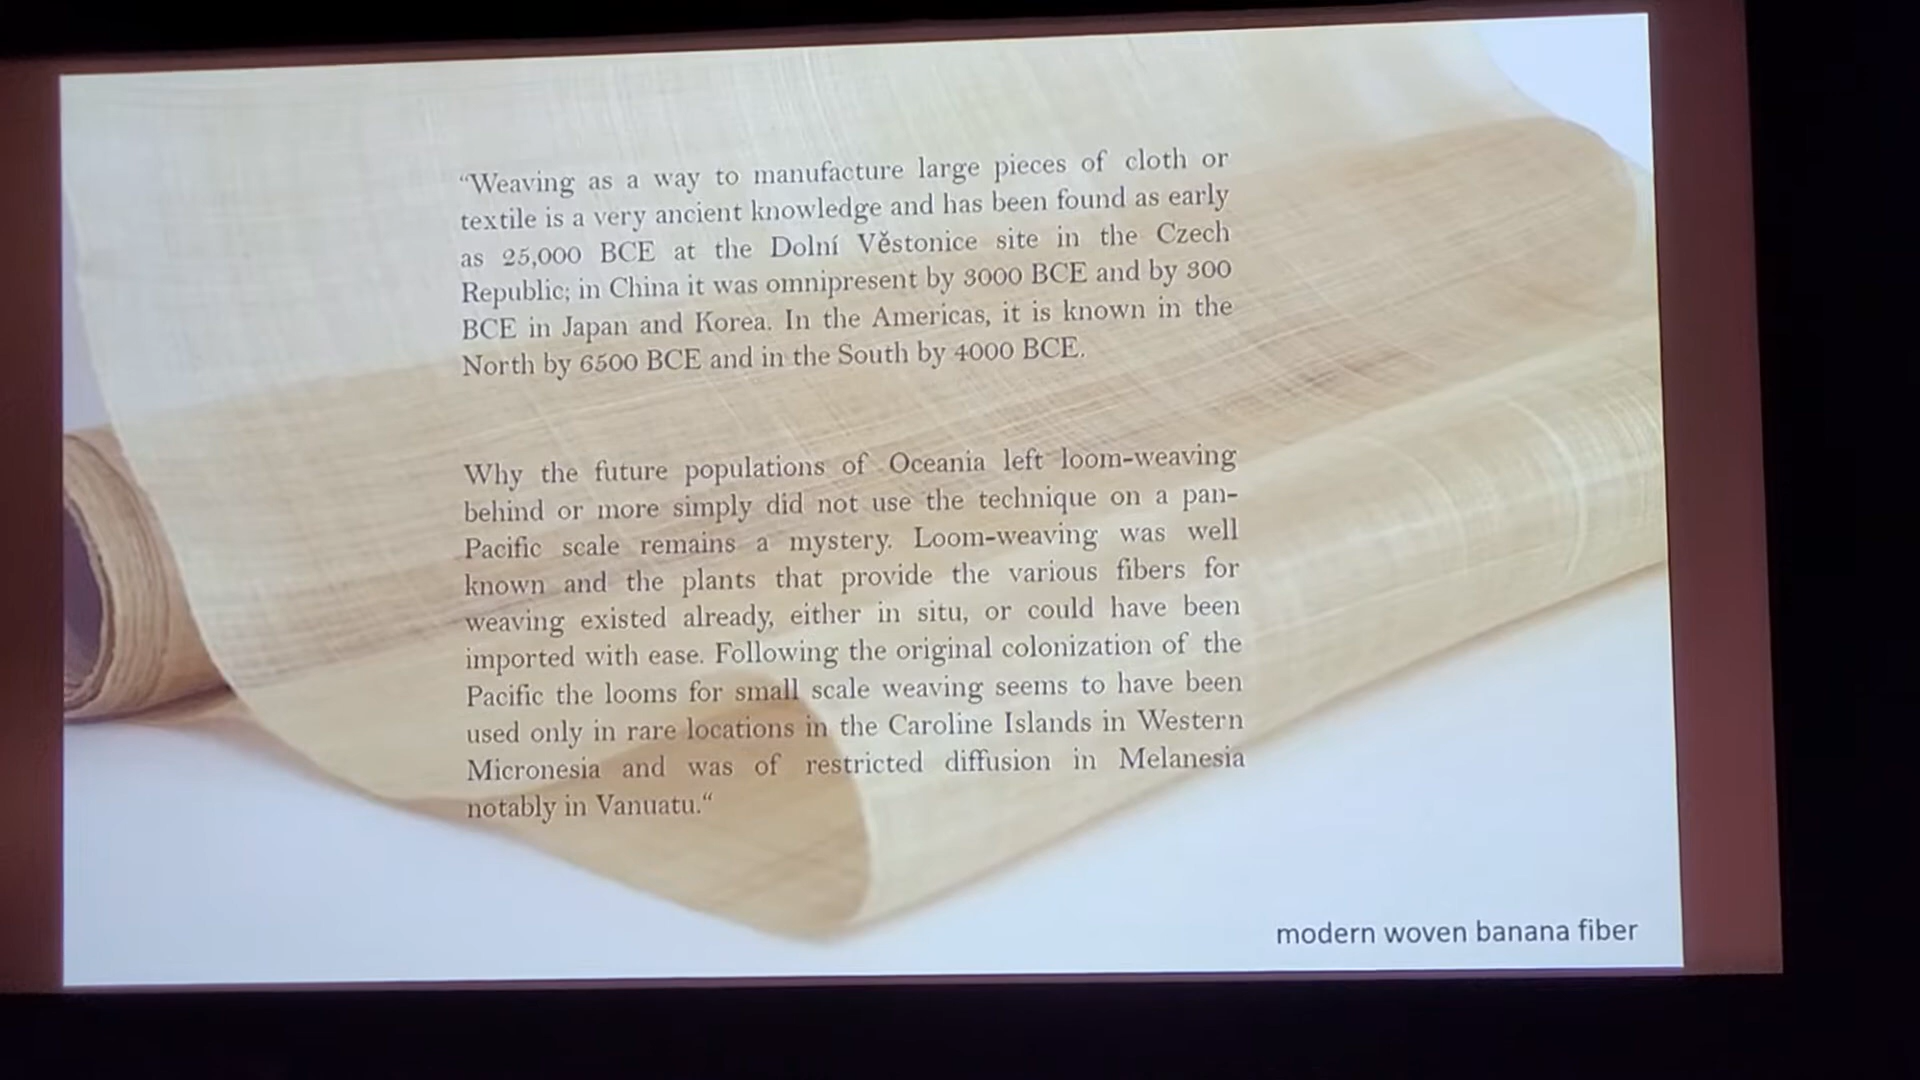 “Weaving as a way to manufacture large pieces of cloth or
textile is a very ancient knowledge and has been found as early
as 25,000 BCE at the Dolní Věstonice site in the Czech
Republic; in China it was omnipresent by 3000 BCE and by 300
BCE in Japan and Korea. In the Americas, it is known in the
North by 6500 BCE and in the South by 4000 BCE.
Why the future populations of Oceania left loom-weaving
behind or more simply did not use the technique on a pan-
Pacific scale remains a mystery. Loom-weaving was well
known and the plants that provide the various fibers for
weaving existed already, either in situ, or could have been
imported with ease. Following the original colonization of the
Pacific the looms for small scale weaving seems to have been
used only in rare locations in the Caroline Islands in Western
Micronesia and was of restricted diffusion in Melanesia
notably in Vanuatu.“
modern woven banana fiber